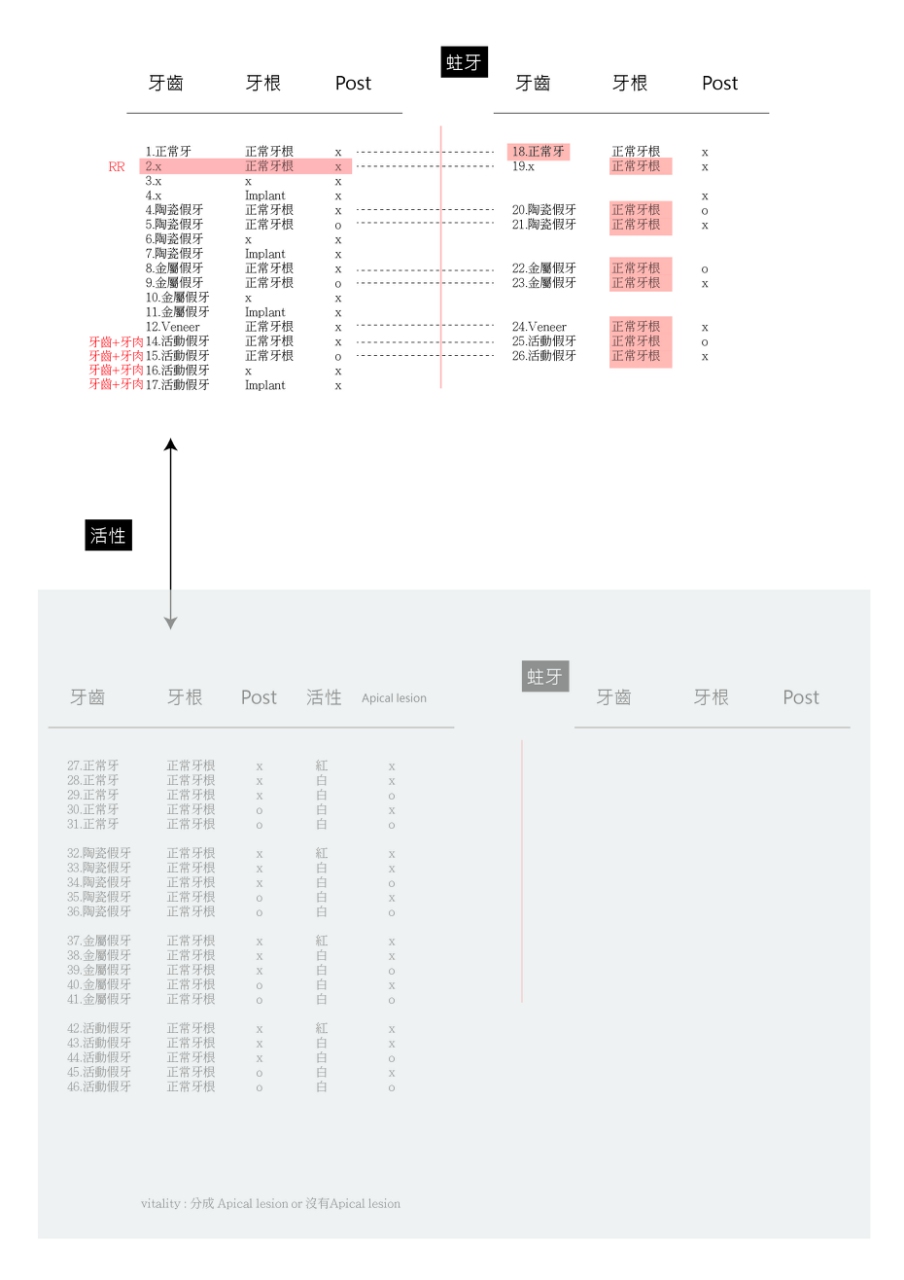 蛀牙
牙齒 牙根 Post 牙齒 牙根 Post
1.正常牙 正常牙根 x 18.正常牙 正常牙根 x
RR 2.x 正常牙根 x 19.x 正常牙根 x
3.x x x
4.x Implant x x
4.陶瓷假牙 正常牙根 x 20.陶瓷假牙 正常牙根 o
5.陶瓷假牙 正常牙根 o 21.陶瓷假牙 正常牙根 x
6.陶瓷假牙 x x
7.陶瓷假牙 Implant x
8.金屬假牙 正常牙根 x 22.金屬假牙 正常牙根 o
9.金屬假牙 正常牙根 o 23.金屬假牙 正常牙根 x
10.金屬假牙 x x
11.金屬假牙 Implant x
12.Veneer 正常牙根 x 24.Veneer 正常牙根 x
牙齒+牙肉 14.活動假牙 正常牙根 x 25.活動假牙 正常牙根 o
牙齒+牙肉 15.活動假牙 正常牙根 o 26.活動假牙 正常牙根 x
牙齒+牙肉 16.活動假牙 x x
牙齒+牙肉 17.活動假牙 Implant x
活性
蛀牙
牙齒 牙根 Post 活性 Apical lesion 牙齒 牙根 Post
27.正常牙 正常牙根 x 紅 x
28.正常牙 正常牙根 x 白 x
29.正常牙 正常牙根 x 白 o
30.正常牙 正常牙根 o 白 x
31.正常牙 正常牙根 o 白 o
32.陶瓷假牙 正常牙根 x 紅 x
33.陶瓷假牙 正常牙根 x 白 x
34.陶瓷假牙 正常牙根 x 白 o
35.陶瓷假牙 正常牙根 o 白 x
36.陶瓷假牙 正常牙根 o 白 o
37.金屬假牙 正常牙根 x 紅 x
38.金屬假牙 正常牙根 x 白 x
39.金屬假牙 正常牙根 x 白 o
40.金屬假牙 正常牙根 o 白 x
41.金屬假牙 正常牙根 o 白 o
42.活動假牙 正常牙根 x 紅 x
43.活動假牙 正常牙根 x 白 x
44.活動假牙 正常牙根 x 白 o
45.活動假牙 正常牙根 o 白 x
46.活動假牙 正常牙根 o 白 o
vitality : 分成 Apical lesion or 沒有Apical lesion